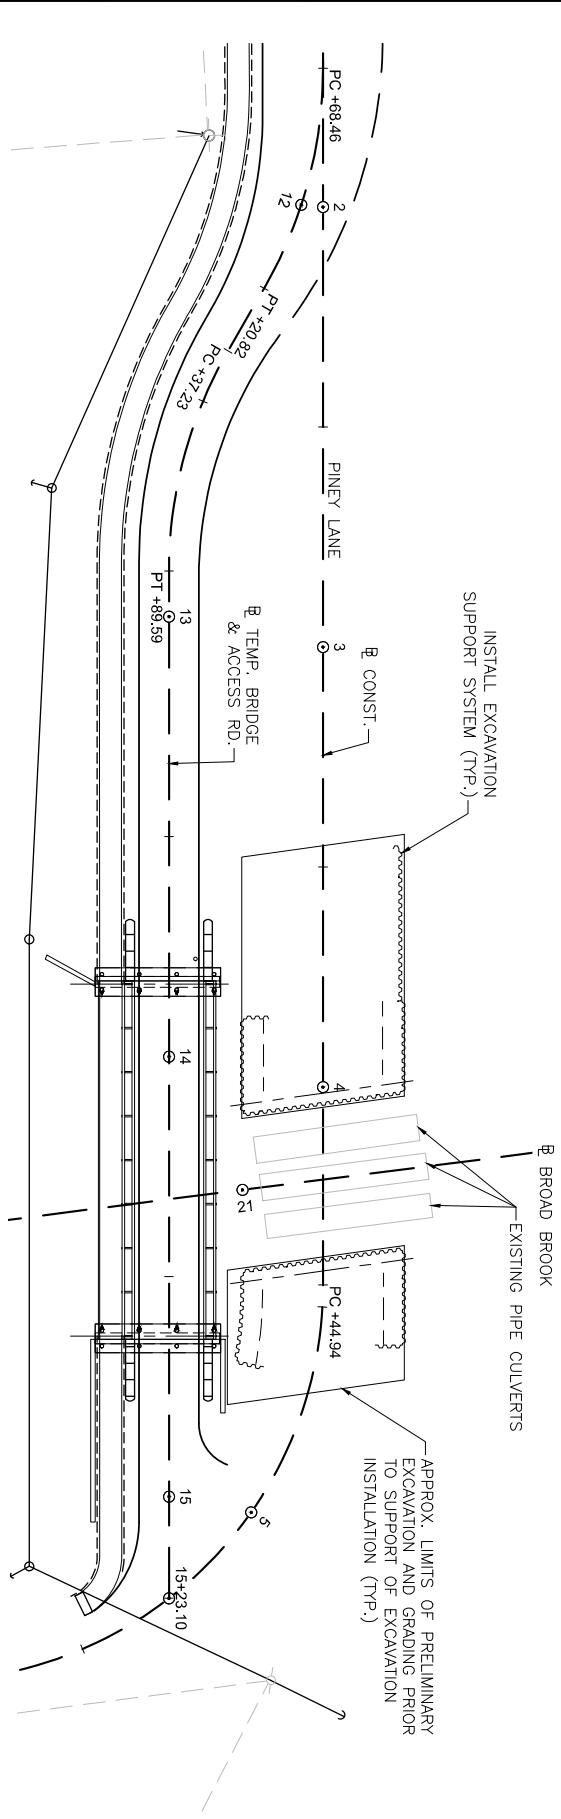 PC +68.46
2
12
PT +20.82
PC +37.23
PINEY LANE
13
PT +89.59
℄ TEMP. BRIDGE
& ACCESS RD.
3
℄ CONST.
INSTALL EXCAVATION
SUPPORT SYSTEM (TYP.)
14
4
21
℄ BROAD BROOK
EXISTING PIPE CULVERTS
PC +44.94
APPROX. LIMITS OF PRELIMINARY
EXCAVATION AND GRADING PRIOR
TO SUPPORT OF EXCAVATION
INSTALLATION (TYP.)
15
5
15+23.10